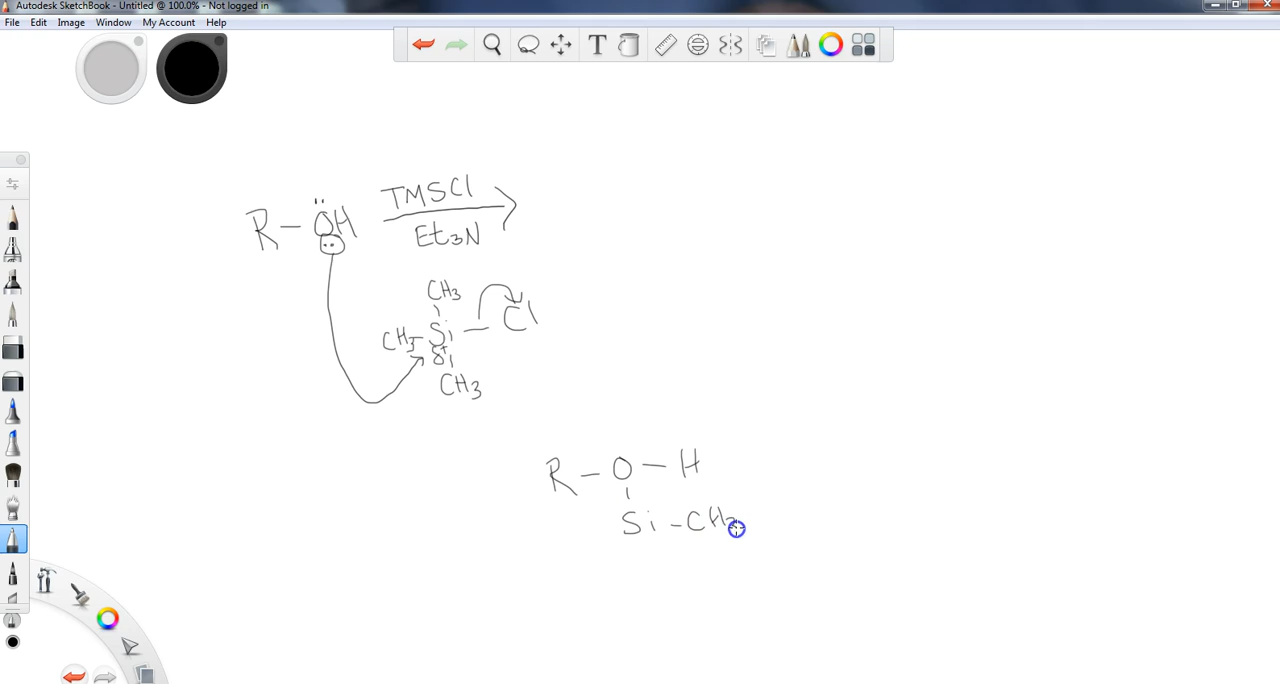 Autodesk SketchBook - Untitled @ 100.0% - Not logged in
File Edit Image Window My Account Help
T
R - OH TMSCl
Et3N
CH3
CH3 - Si - Cl
δ+
CH3
R - O - H
Si - CH3